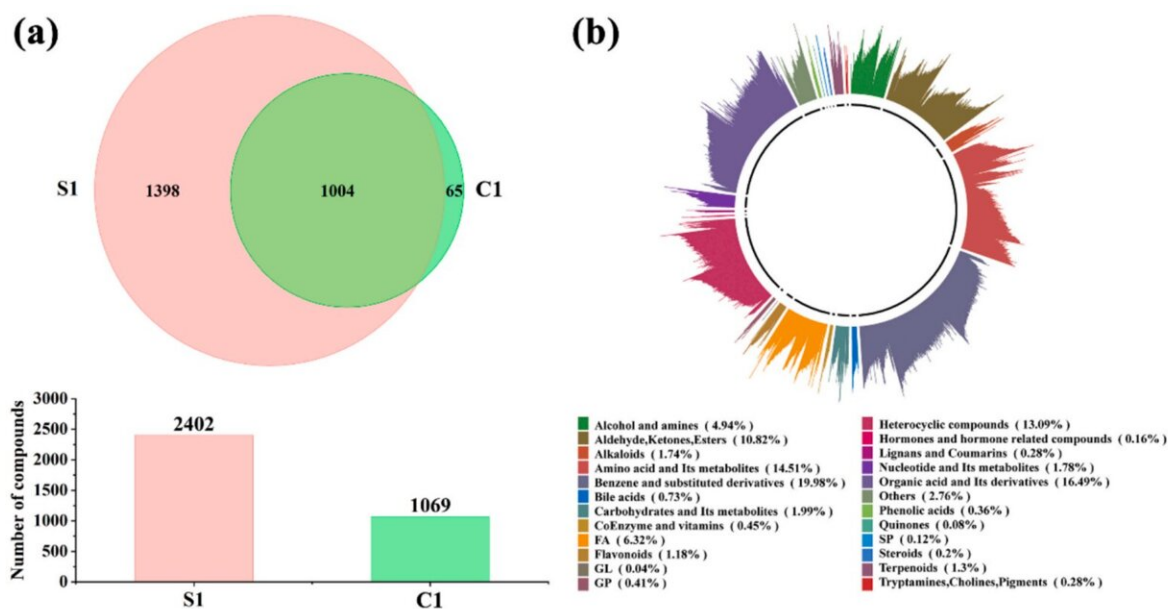 (a)
S1
1398
1004
65
C1
Number of compounds
3000
2500
2000
1500
1000
500
0
2402
1069
S1
C1
(b)
Alcohol and amines ( 4.94% )
Aldehyde,Ketones,Esters ( 10.82% )
Alkaloids ( 1.74% )
Amino acid and Its metabolites ( 14.51% )
Benzene and substituted derivatives ( 19.98% )
Bile acids ( 0.73% )
Carbohydrates and Its metabolites ( 1.99% )
CoEnzyme and vitamins ( 0.45% )
FA ( 6.32% )
Flavonoids ( 1.18% )
GL ( 0.04% )
GP ( 0.41% )
Heterocyclic compounds ( 13.09% )
Hormones and hormone related compounds ( 0.16% )
Lignans and Coumarins ( 0.28% )
Nucleotide and Its metabolites ( 1.78% )
Organic acid and Its derivatives ( 16.49% )
Others ( 2.76% )
Phenolic acids ( 0.36% )
Quinones ( 0.08% )
SP ( 0.12% )
Steroids ( 0.2% )
Terpenoids ( 1.3% )
Tryptamines,Cholines,Pigments ( 0.28% )